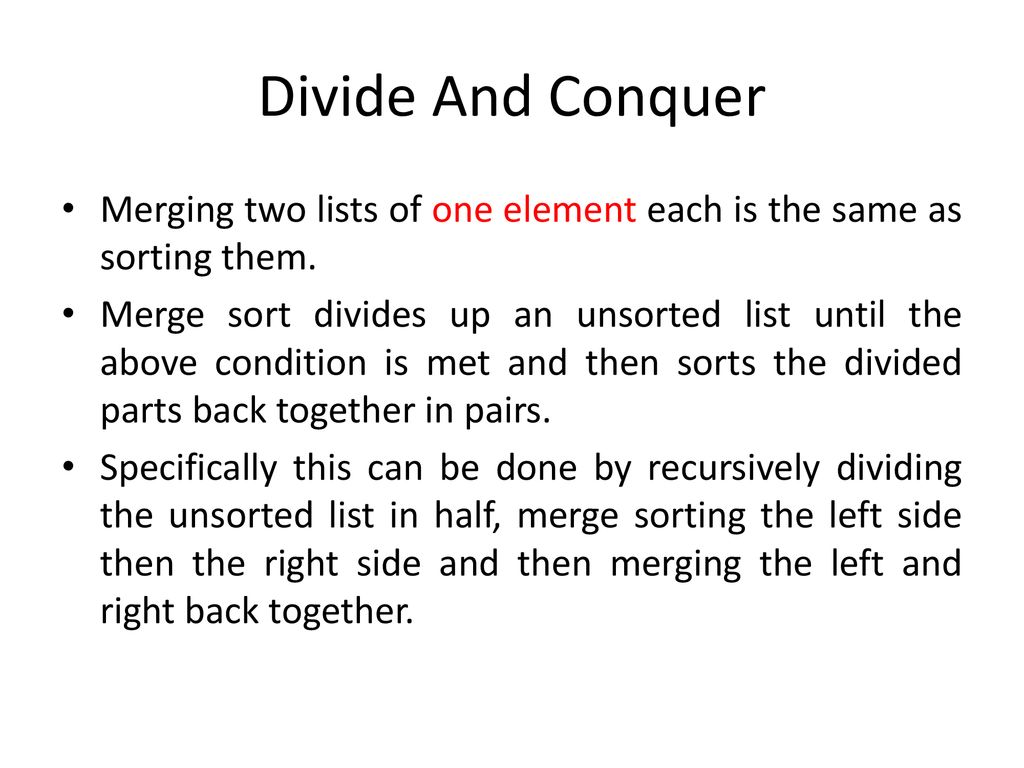 Divide And Conquer
• Merging two lists of one element each is the same as
sorting them.
• Merge sort divides up an unsorted list until the
above condition is met and then sorts the divided
parts back together in pairs.
• Specifically this can be done by recursively dividing
the unsorted list in half, merge sorting the left side
then the right side and then merging the left and
right back together.